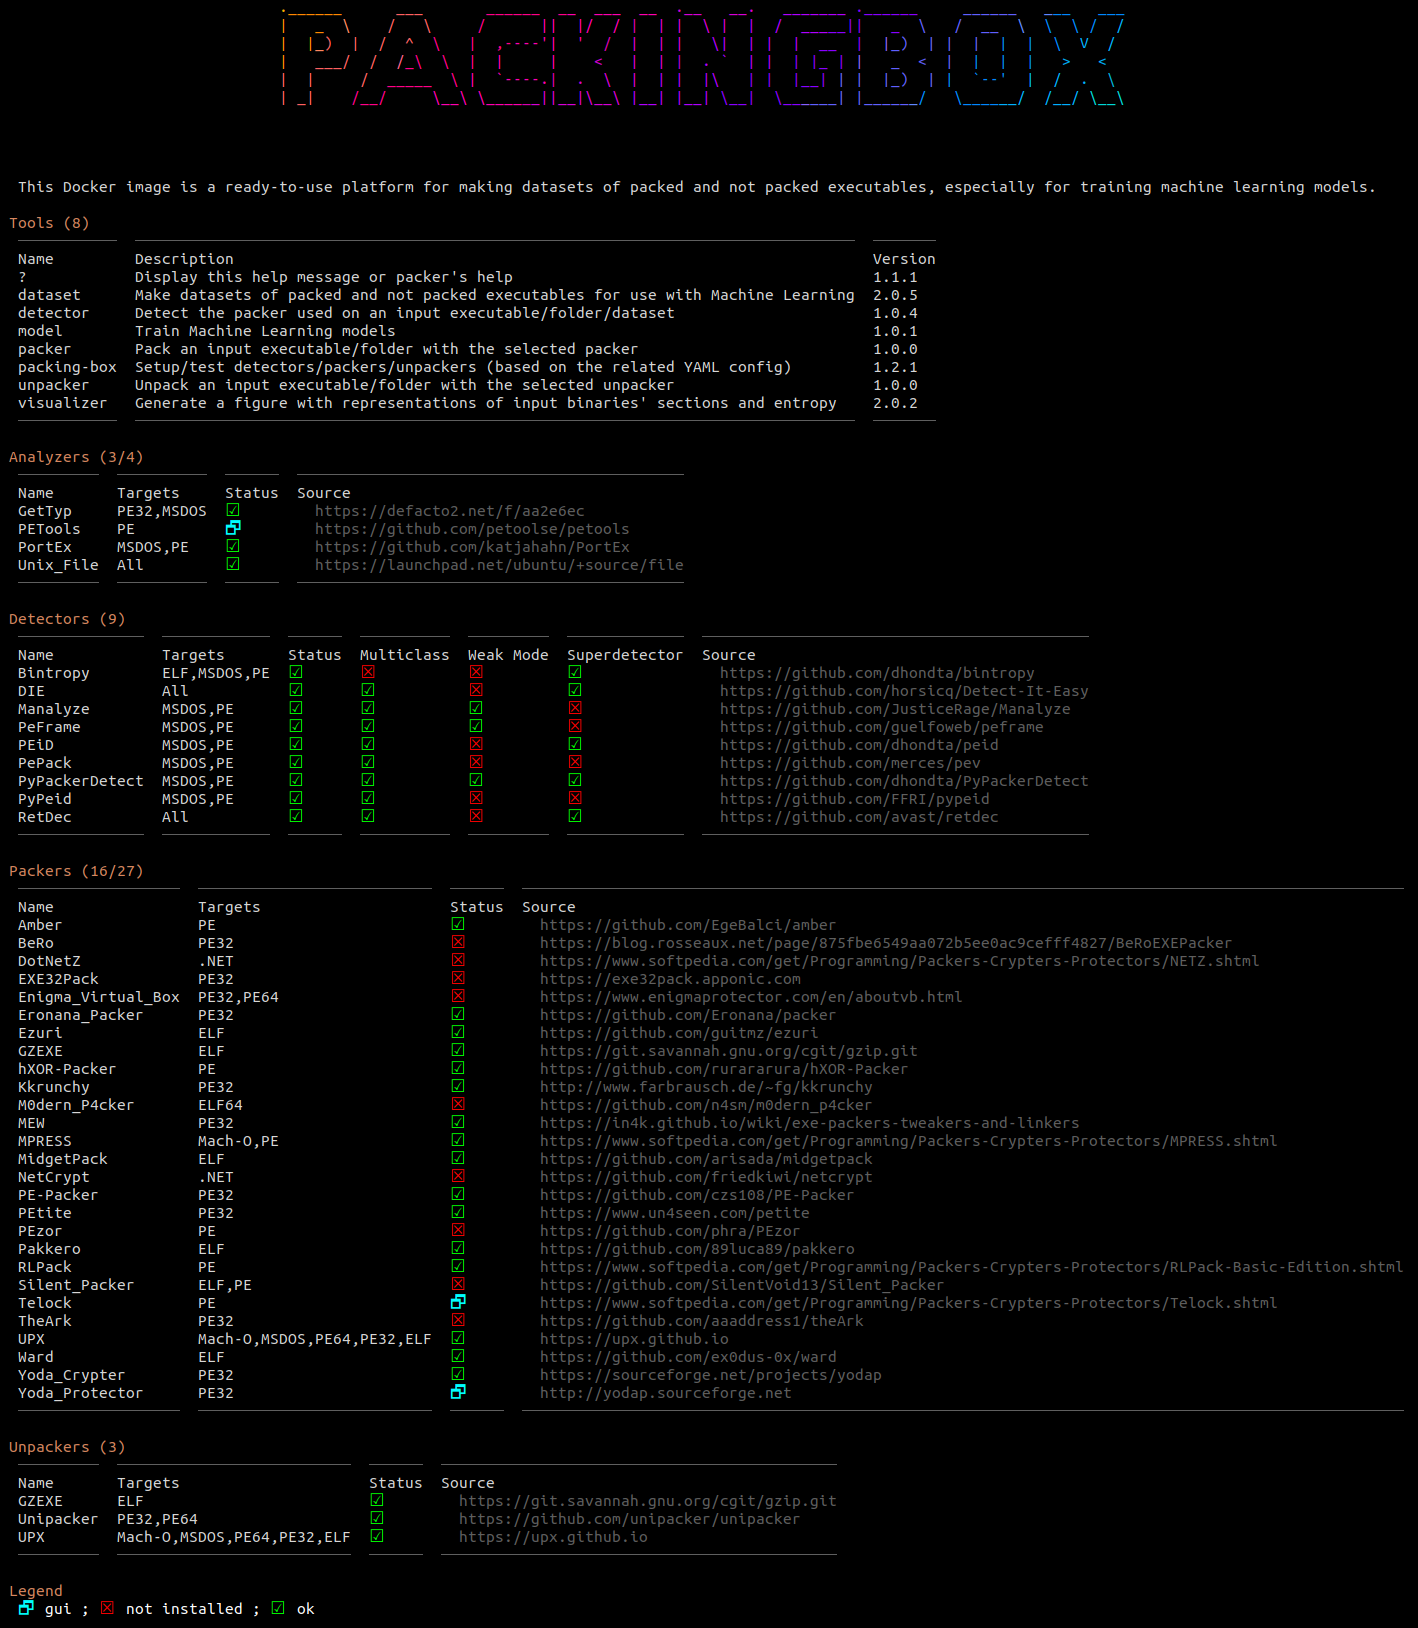 PACKINGBOX
This Docker image is a ready-to-use platform for making datasets of packed and not packed executables, especially for training machine learning models.
Tools (8)
Name Description Version
? Display this help message or packer's help 1.1.1
dataset Make datasets of packed and not packed executables for use with Machine Learning 2.0.5
detector Detect the packer used on an input executable/folder/dataset 1.0.4
model Train Machine Learning models 1.0.1
packer Pack an input executable/folder with the selected packer 1.0.0
packing-box Setup/test detectors/packers/unpackers (based on the related YAML config) 1.2.1
unpacker Unpack an input executable/folder with the selected unpacker 1.0.0
visualizer Generate a figure with representations of input binaries' sections and entropy 2.0.2
Analyzers (3/4)
Name Targets Status Source
GetTyp PE32,MSDOS ☑ https://defacto2.net/f/aa2e6ec
PETools PE 🗗 https://github.com/petoolse/petools
PortEx MSDOS,PE ☑ https://github.com/katjahahn/PortEx
Unix_File All ☑ https://launchpad.net/ubuntu/+source/file
Detectors (9)
Name Targets Status Multiclass Weak Mode Superdetector Source
Bintropy ELF,MSDOS,PE ☑ ☒ ☒ ☑ https://github.com/dhondta/bintropy
DIE All ☑ ☑ ☒ ☑ https://github.com/horsicq/Detect-It-Easy
Manalyze MSDOS,PE ☑ ☑ ☑ ☒ https://github.com/JusticeRage/Manalyze
PeFrame MSDOS,PE ☑ ☑ ☑ ☒ https://github.com/guelfoweb/peframe
PEiD MSDOS,PE ☑ ☑ ☒ ☑ https://github.com/dhondta/peid
PePack MSDOS,PE ☑ ☑ ☒ ☒ https://github.com/merces/pev
PyPackerDetect MSDOS,PE ☑ ☑ ☑ ☑ https://github.com/dhondta/PyPackerDetect
PyPeid MSDOS,PE ☑ ☑ ☒ ☒ https://github.com/FFRI/pypeid
RetDec All ☑ ☑ ☒ ☑ https://github.com/avast/retdec
Packers (16/27)
Name Targets Status Source
Amber PE ☑ https://github.com/EgeBalci/amber
BeRo PE32 ☒ https://blog.rosseaux.net/page/875fbe6549aa072b5ee0ac9cefff4827/BeRoEXEPacker
DotNetZ .NET ☒ https://www.softpedia.com/get/Programming/Packers-Crypters-Protectors/NETZ.shtml
EXE32Pack PE32 ☒ https://exe32pack.apponic.com
Enigma_Virtual_Box PE32,PE64 ☒ https://www.enigmaprotector.com/en/aboutvb.html
Eronana_Packer PE32 ☑ https://github.com/Eronana/packer
Ezuri ELF ☑ https://github.com/guitmz/ezuri
GZEXE ELF ☑ https://git.savannah.gnu.org/cgit/gzip.git
hXOR-Packer PE ☑ https://github.com/rurararura/hXOR-Packer
Kkrunchy PE32 ☑ http://www.farbrausch.de/~fg/kkrunchy
M0dern_P4cker ELF64 ☒ https://github.com/n4sm/m0dern_p4cker
MEW PE32 ☑ https://in4k.github.io/wiki/exe-packers-tweakers-and-linkers
MPRESS Mach-O,PE ☑ https://www.softpedia.com/get/Programming/Packers-Crypters-Protectors/MPRESS.shtml
MidgetPack ELF ☑ https://github.com/arisada/midgetpack
NetCrypt .NET ☒ https://github.com/friedkiwi/netcrypt
PE-Packer PE32 ☑ https://github.com/czs108/PE-Packer
PEtite PE32 ☑ https://www.un4seen.com/petite
PEzor PE ☒ https://github.com/phra/PEzor
Pakkero ELF ☑ https://github.com/89luca89/pakkero
RLPack PE ☑ https://www.softpedia.com/get/Programming/Packers-Crypters-Protectors/RLPack-Basic-Edition.shtml
Silent_Packer ELF,PE ☒ https://github.com/SilentVoid13/Silent_Packer
Telock PE 🗗 https://www.softpedia.com/get/Programming/Packers-Crypters-Protectors/Telock.shtml
TheArk PE32 ☒ https://github.com/aaaddress1/theArk
UPX Mach-O,MSDOS,PE64,PE32,ELF ☑ https://upx.github.io
Ward ELF ☑ https://github.com/ex0dus-0x/ward
Yoda_Crypter PE32 ☑ https://sourceforge.net/projects/yodap
Yoda_Protector PE32 🗗 http://yodap.sourceforge.net
Unpackers (3)
Name Targets Status Source
GZEXE ELF ☑ https://git.savannah.gnu.org/cgit/gzip.git
Unipacker PE32,PE64 ☑ https://github.com/unipacker/unipacker
UPX Mach-O,MSDOS,PE64,PE32,ELF ☑ https://upx.github.io
Legend
🗗 gui ; ☒ not installed ; ☑ ok